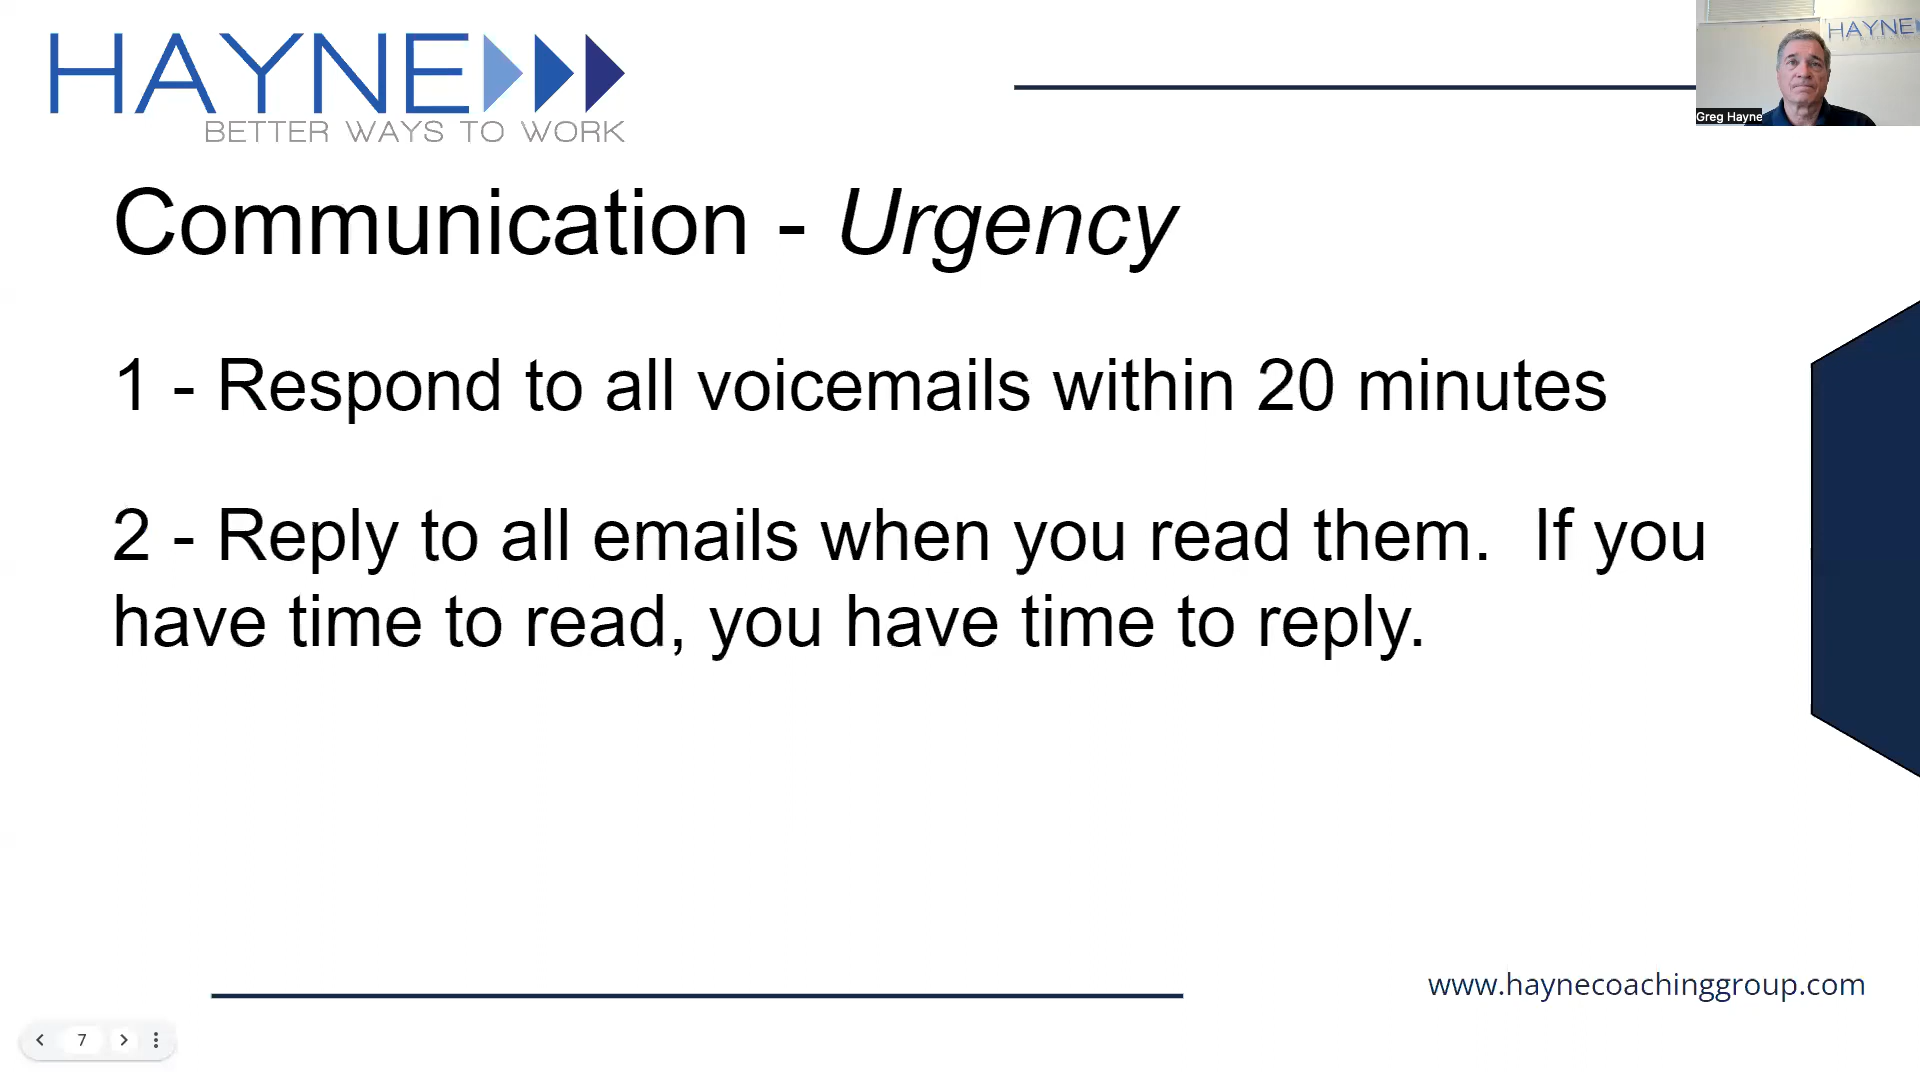 HAYNE
BETTER WAYS TO WORK
HAYNE
Greg Hayne
Communication - Urgency
1 - Respond to all voicemails within 20 minutes
2 - Reply to all emails when you read them.  If you
have time to read, you have time to reply.
www.haynecoachinggroup.com
7